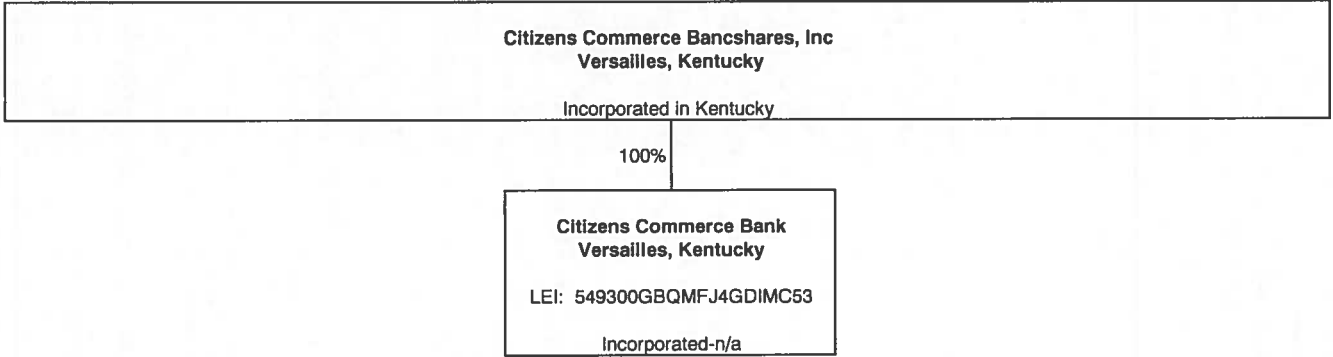 Citizens Commerce Bancshares, Inc
Versailles, Kentucky
Incorporated in Kentucky
100%
Citizens Commerce Bank
Versailles, Kentucky
LEI: 549300GBQMFJ4GDIMC53
Incorporated-n/a